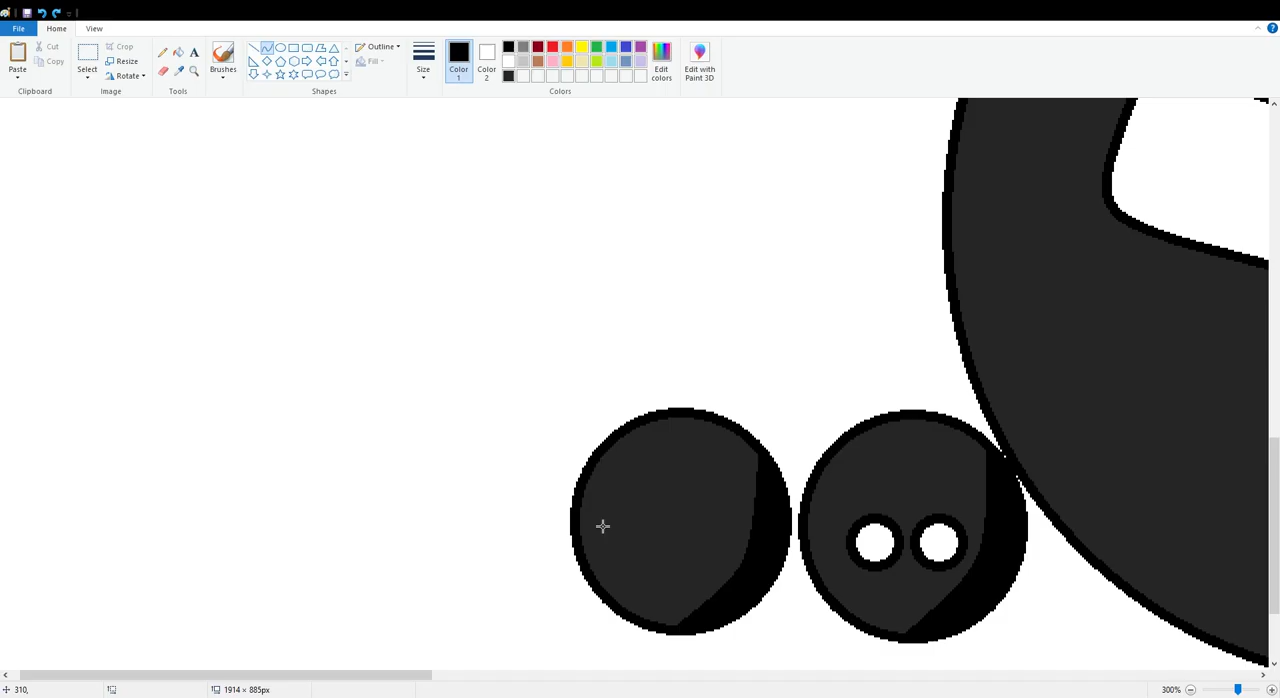 File Home View
Paste
Cut
Copy
Clipboard
Select
Crop
Resize
Rotate
Image
A
Tools
Brushes
Outline
Fill
Shapes
Size
Color 1
Color 2
Edit colors
Colors
Edit with Paint 3D
310,
1914 × 885px
300%